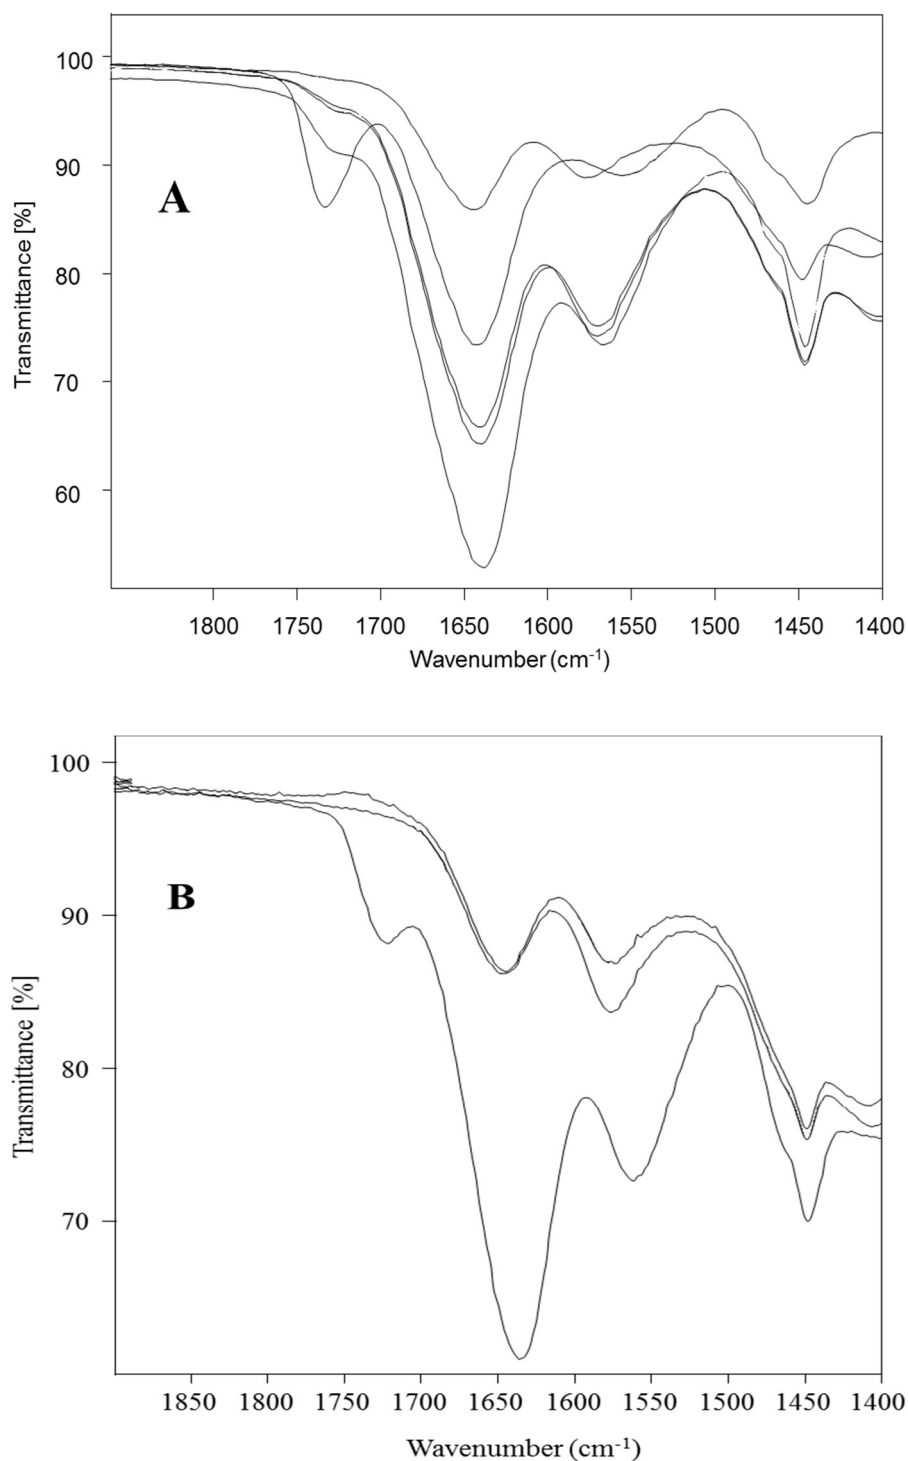 100
90
80
70
60
Transmittance [%]
A
1800 1750 1700 1650 1600 1550 1500 1450 1400
Wavenumber (cm-1)
100
90
80
70
Transmittance [%]
B
1850 1800 1750 1700 1650 1600 1550 1500 1450 1400
Wavenumber (cm-1)